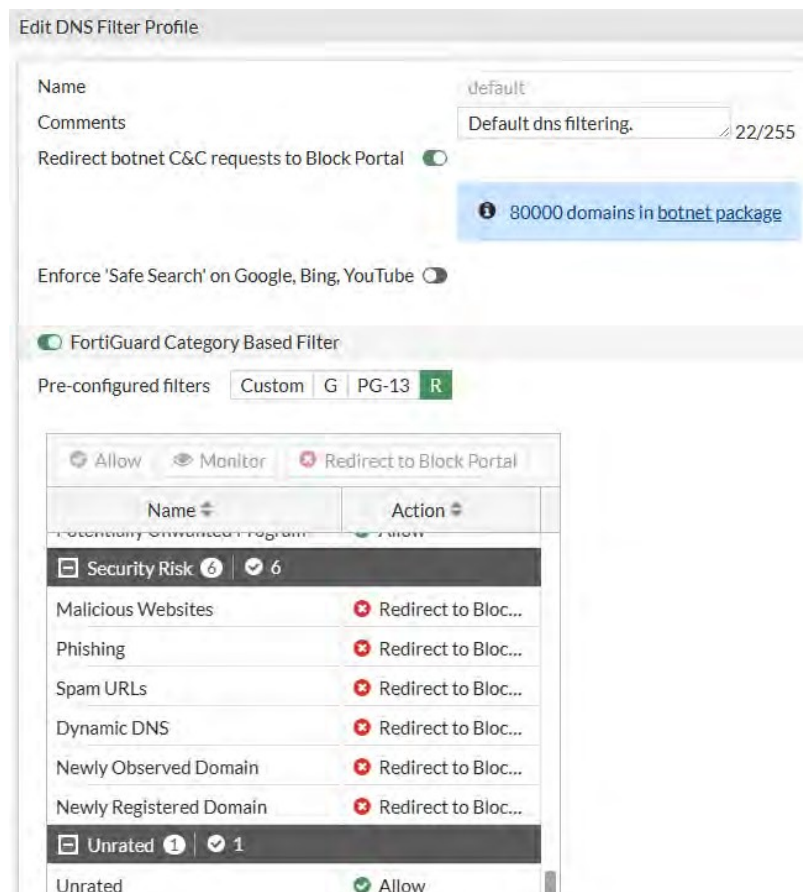 Edit DNS Filter Profile
Name default
Comments Default dns filtering. 22/255
Redirect botnet C&C requests to Block Portal
80000 domains in botnet package
Enforce 'Safe Search' on Google, Bing, YouTube
FortiGuard Category Based Filter
Pre-configured filters Custom G PG-13 R
Allow Monitor Redirect to Block Portal
Name Action
Potentially Unwanted Program Allow
Security Risk 6 6
Malicious Websites Redirect to Bloc...
Phishing Redirect to Bloc...
Spam URLs Redirect to Bloc...
Dynamic DNS Redirect to Bloc...
Newly Observed Domain Redirect to Bloc...
Newly Registered Domain Redirect to Bloc...
Unrated 1 1
Unrated Allow